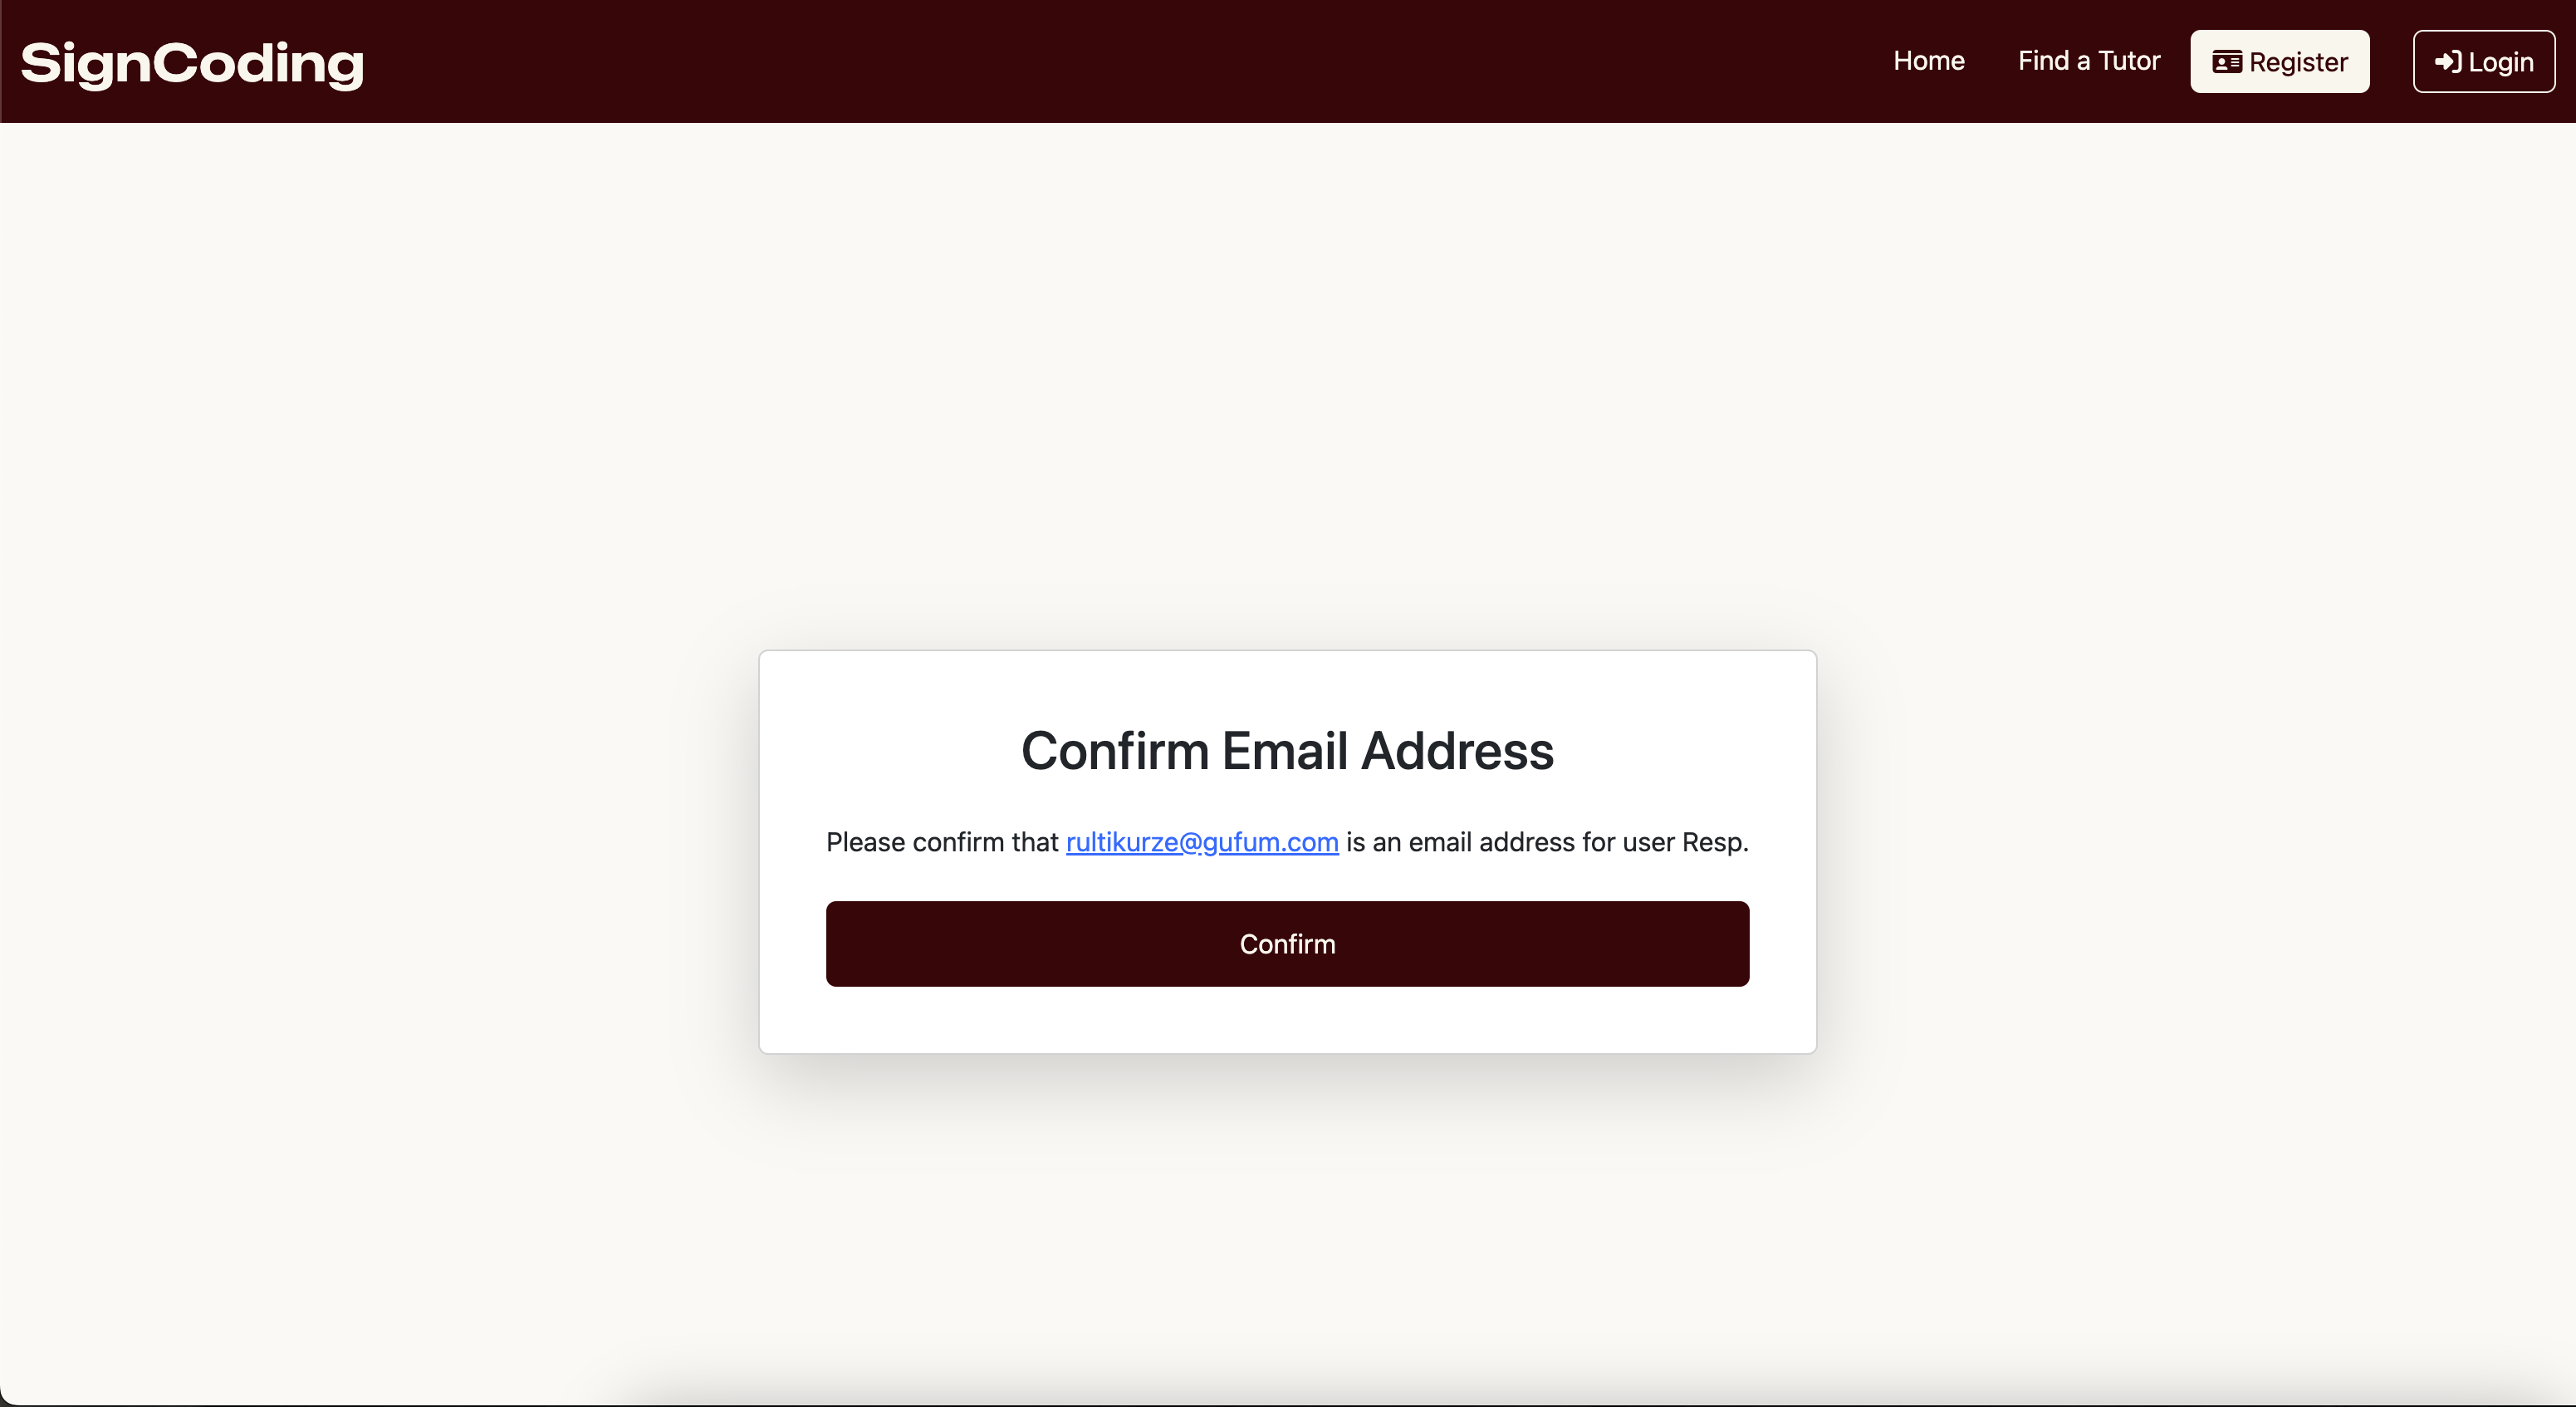 SignCoding
Home
Find a Tutor
Register
Login
Confirm Email Address
Please confirm that rultikurze@gufum.com is an email address for user Resp.
Confirm